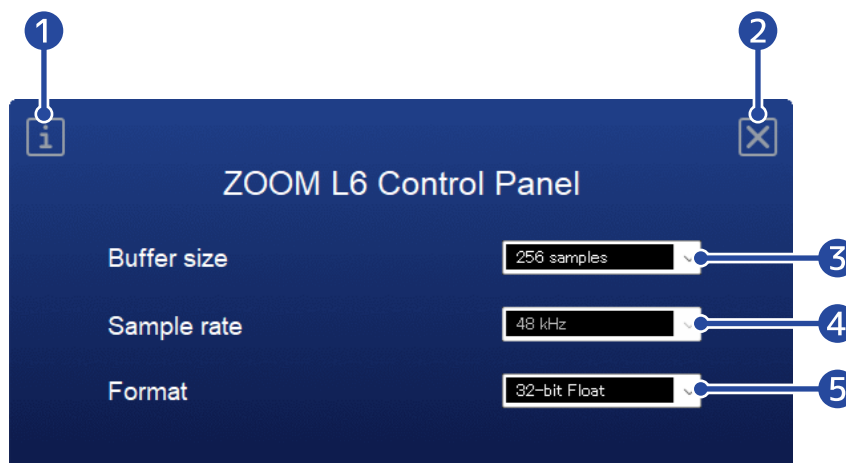 1 2
i
ZOOM L6 Control Panel
Buffer size 256 samples 3
Sample rate 48 kHz 4
Format 32-bit Float 5